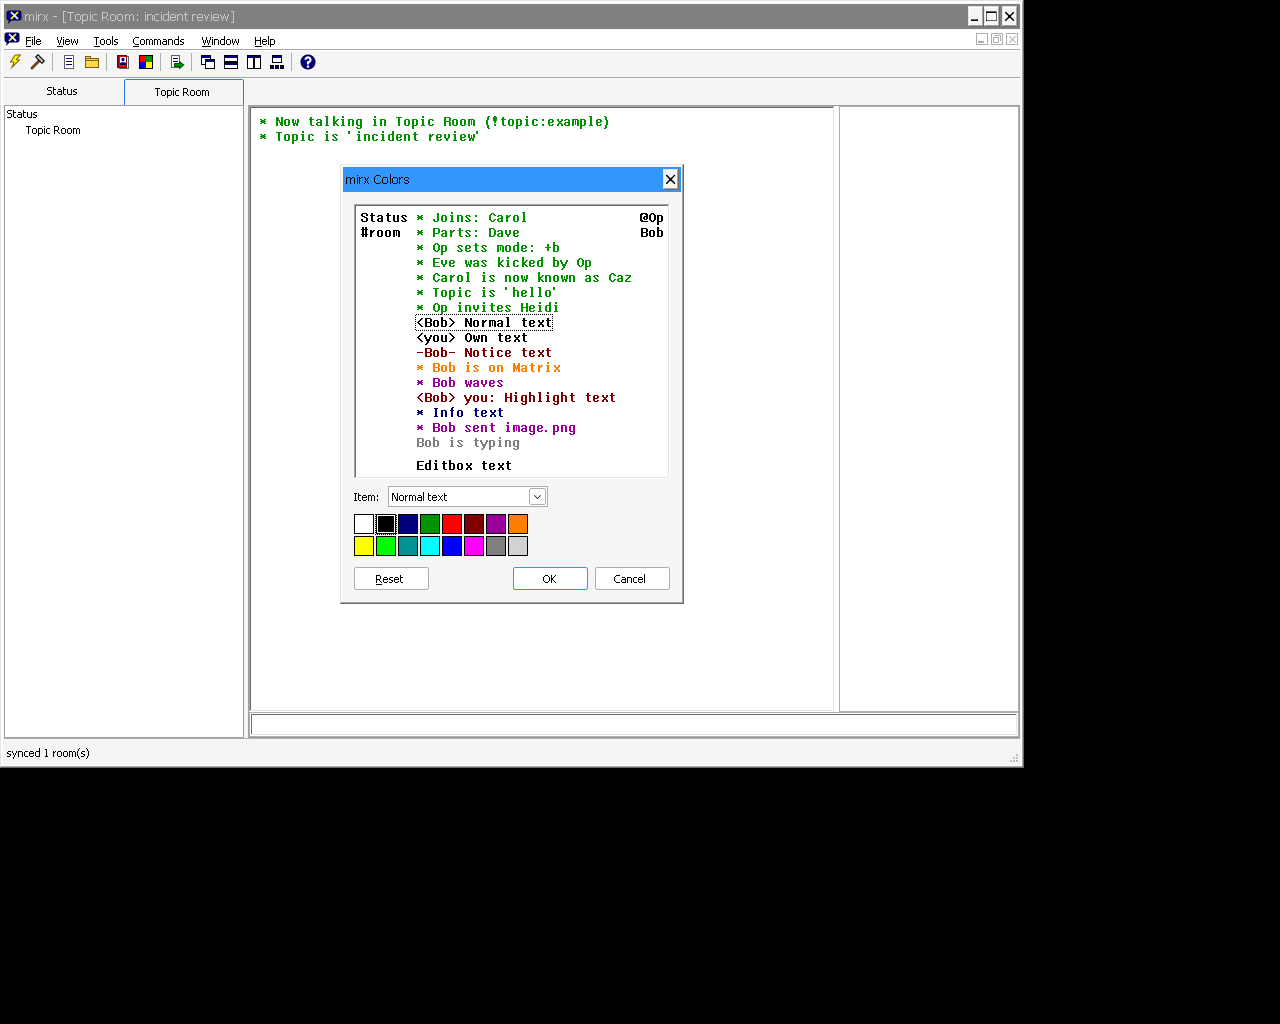 mirx - [Topic Room: incident review]
File View Tools Commands Window Help
Status Topic Room
Status
Topic Room
* Now talking in Topic Room (!topic:example)
* Topic is 'incident review'
mirx Colors
Status * Joins: Carol @Op
#room * Parts: Dave Bob
* Op sets mode: +b
* Eve was kicked by Op
* Carol is now known as Caz
* Topic is 'hello'
* Op invites Heidi
<Bob> Normal text
<you> Own text
-Bob- Notice text
* Bob is on Matrix
* Bob waves
<Bob> you: Highlight text
* Info text
* Bob sent image.png
Bob is typing
Editbox text
Item: Normal text
Reset OK Cancel
synced 1 room(s)